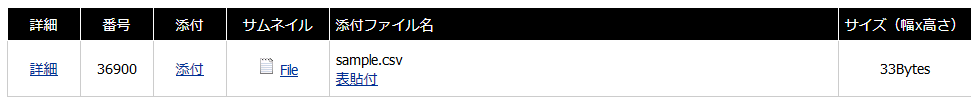 詳細 番号 添付 サムネイル 添付ファイル名 サイズ（幅x高さ）
詳細 36900 添付 File sample.csv 33Bytes
表貼付